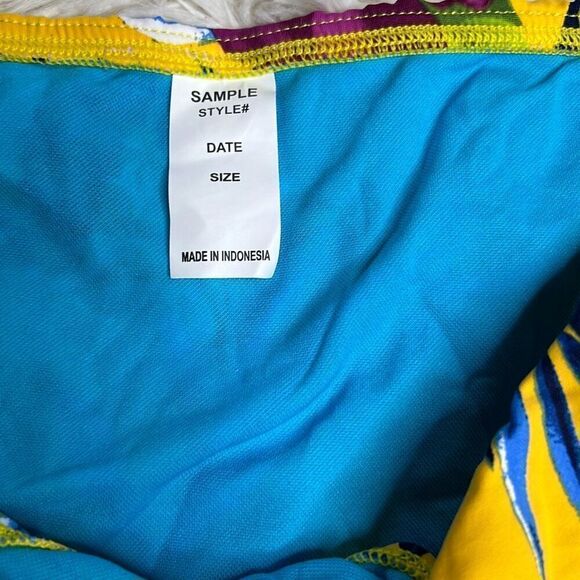 SAMPLE
STYLE#
DATE
SIZE
MADE IN INDONESIA